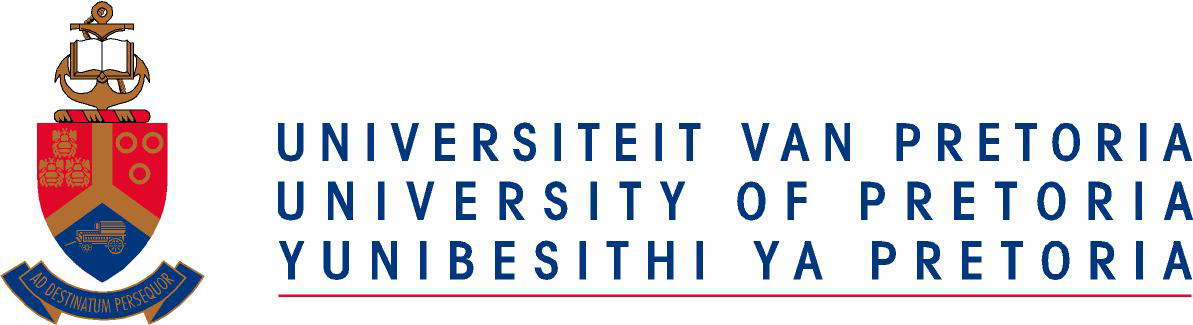 UNIVERSITEIT VAN PRETORIA
UNIVERSITY OF PRETORIA
YUNIBESITHI YA PRETORIA
AD DESTINATUM PERSEQUOR